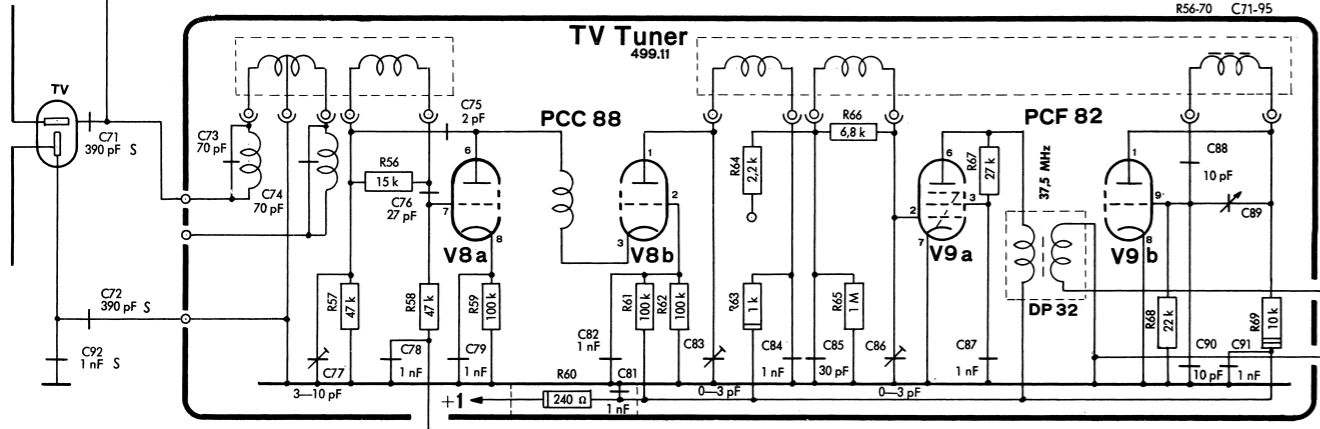 R56-70 C71-95
TV Tuner
499.11
TV
C71
390 pF S
C73
70 pF
C74
70 pF
C75
2 pF
R56
15 k
C76
27 pF
PCC 88
6
7
8
V8a
1
2
3
V8b
R64
2,2 k
R66
6,8 k
PCF 82
6
2
3
7
V9a
R67
27 k
37,5 MHz
DP 32
1
9
8
V9b
C88
10 pF
C89
C72
390 pF S
C92
1 nF S
R57
47 k
C77
3—10 pF
R58
47 k
C78
1 nF
R59
100 k
C79
1 nF
C82
1 nF
R61
100 k
R62
100 k
C83
0—3 pF
R63
1 k
C84
1 nF
C85
30 pF
R65
1 M
C86
0—3 pF
C87
1 nF
R68
22 k
C90
10 pF
C91
1 nF
R69
10 k
+1
R60
240 Ω
C81
1 nF